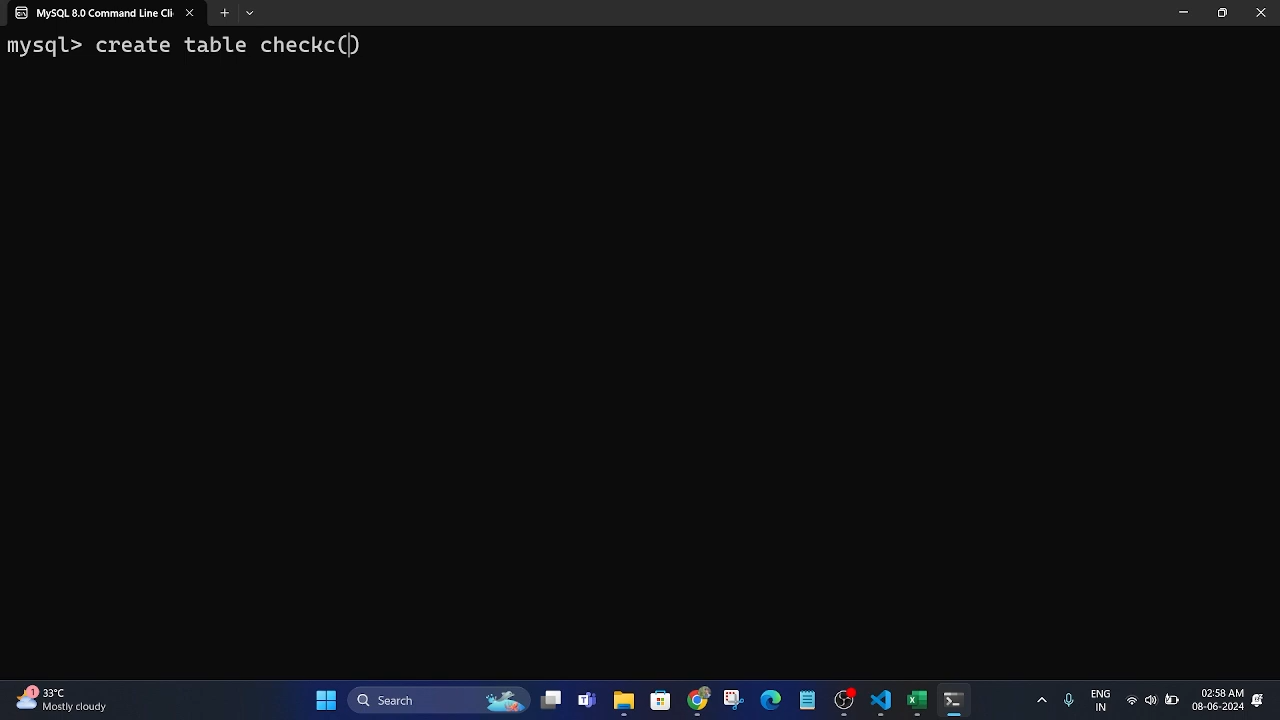 MySQL 8.0 Command Line Cli
mysql> create table checkc()
1
33°C
Mostly cloudy
Search
ENG
IN
02:58 AM
08-06-2024